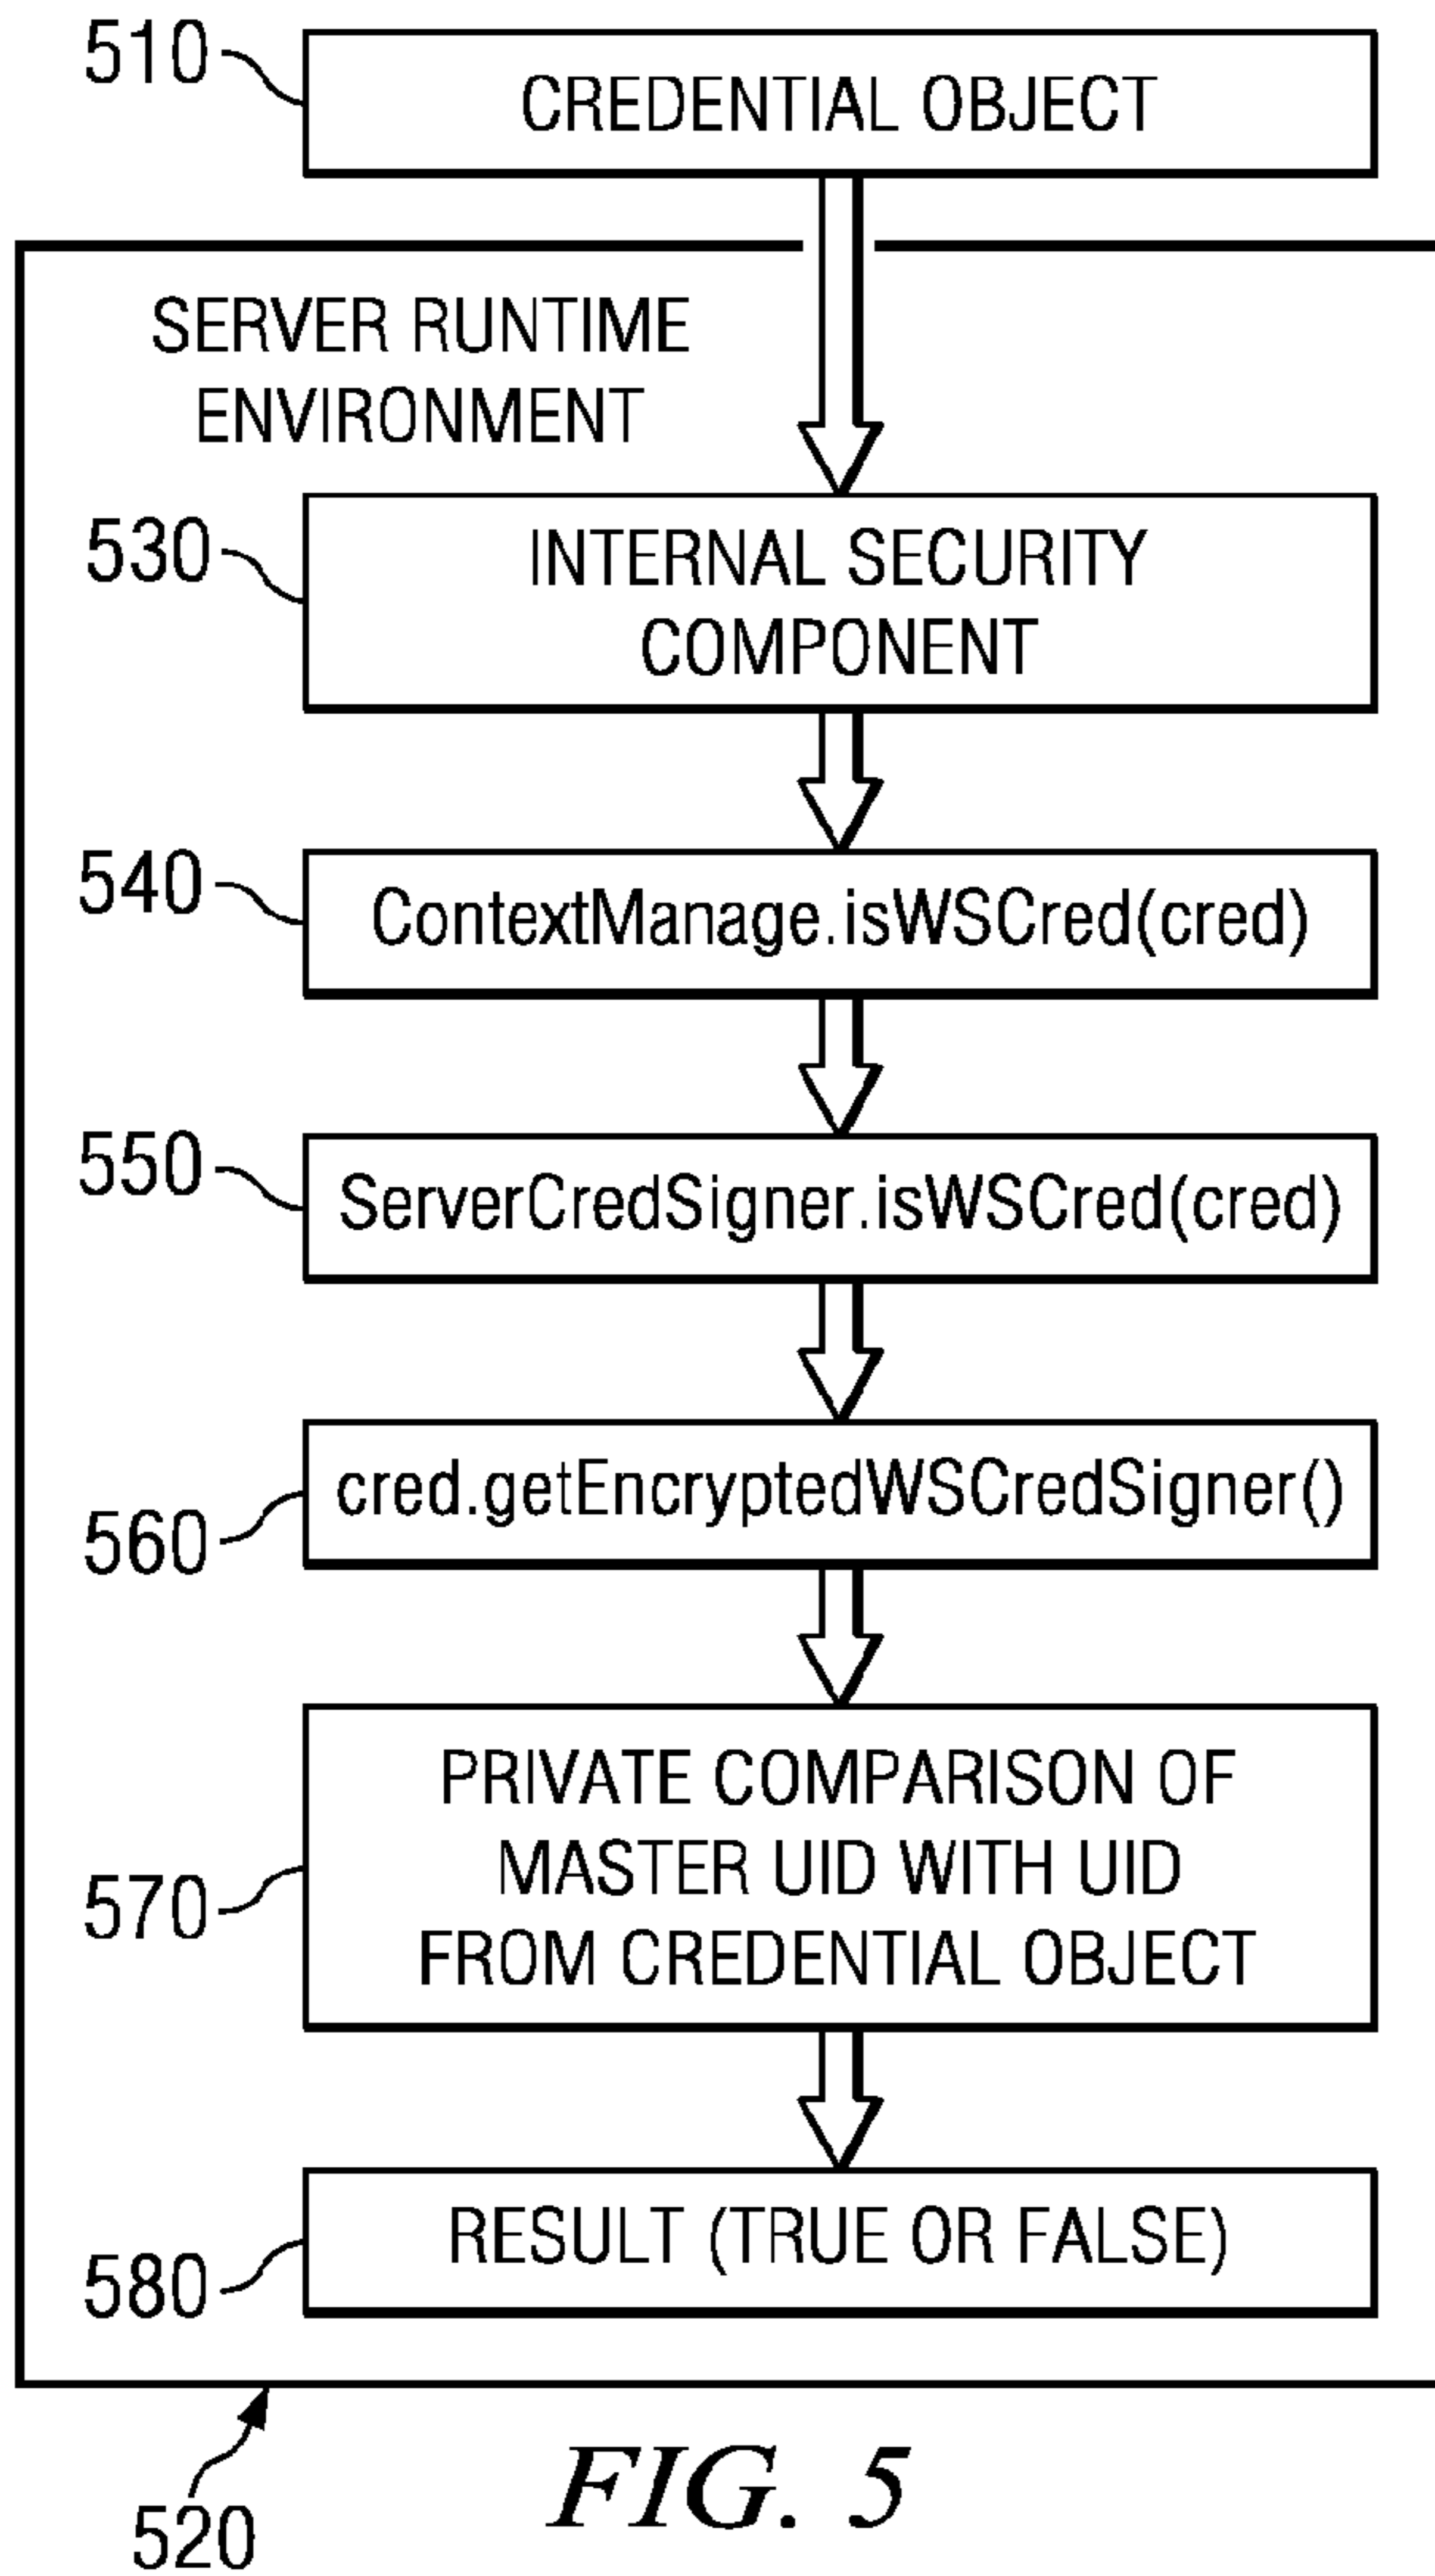 510
CREDENTIAL OBJECT
SERVER RUNTIME
ENVIRONMENT
530
INTERNAL SECURITY
COMPONENT
540
ContextManage.isWSCred(cred)
550
ServerCredSigner.isWSCred(cred)
cred.getEncryptedWSCredSigner()
560
PRIVATE COMPARISON OF
MASTER UID WITH UID
FROM CREDENTIAL OBJECT
570
RESULT (TRUE OR FALSE)
580
520
FIG. 5